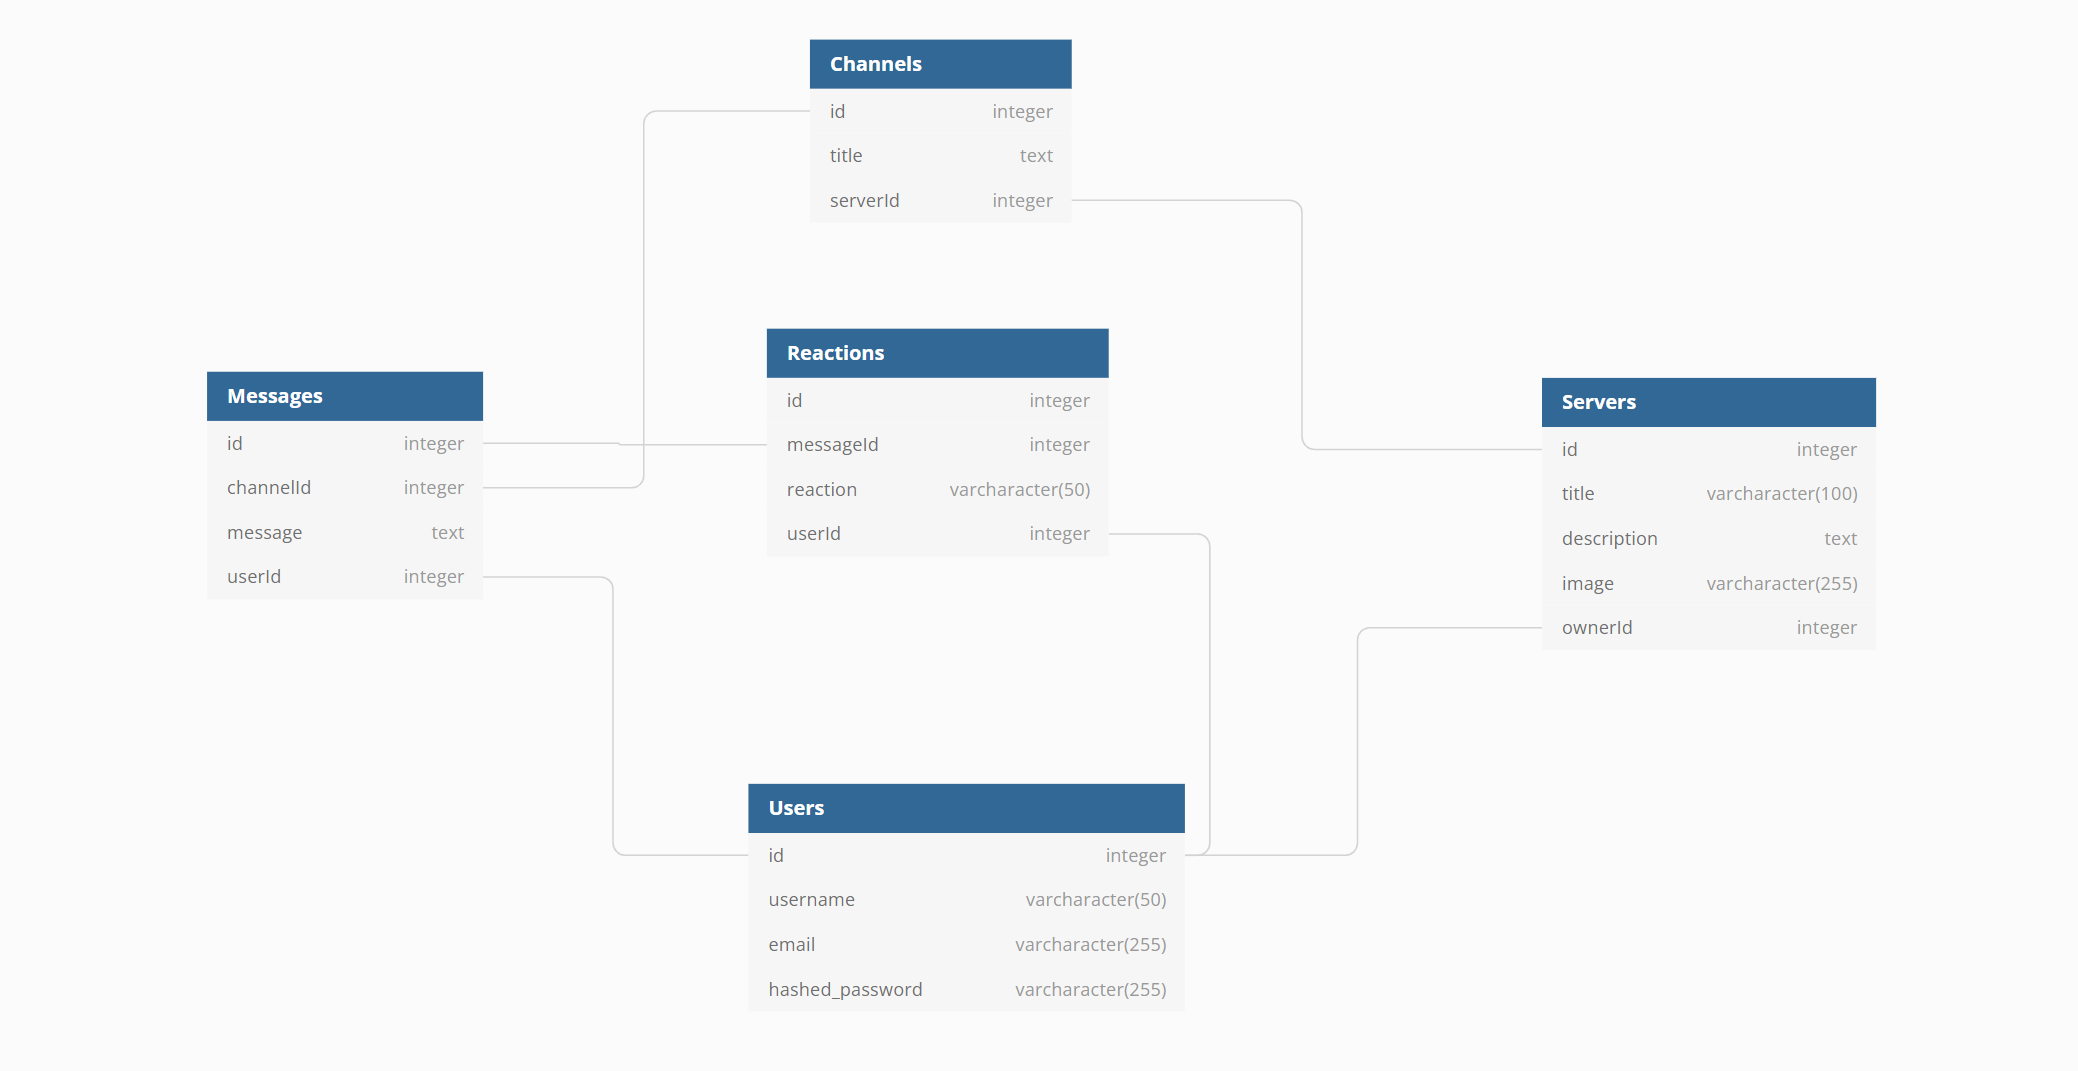 Channels
id integer
title text
serverId integer
Reactions
id integer
messageId integer
reaction varcharacter(50)
userId integer
Messages
id integer
channelId integer
message text
userId integer
Servers
id integer
title varcharacter(100)
description text
image varcharacter(255)
ownerId integer
Users
id integer
username varcharacter(50)
email varcharacter(255)
hashed_password varcharacter(255)